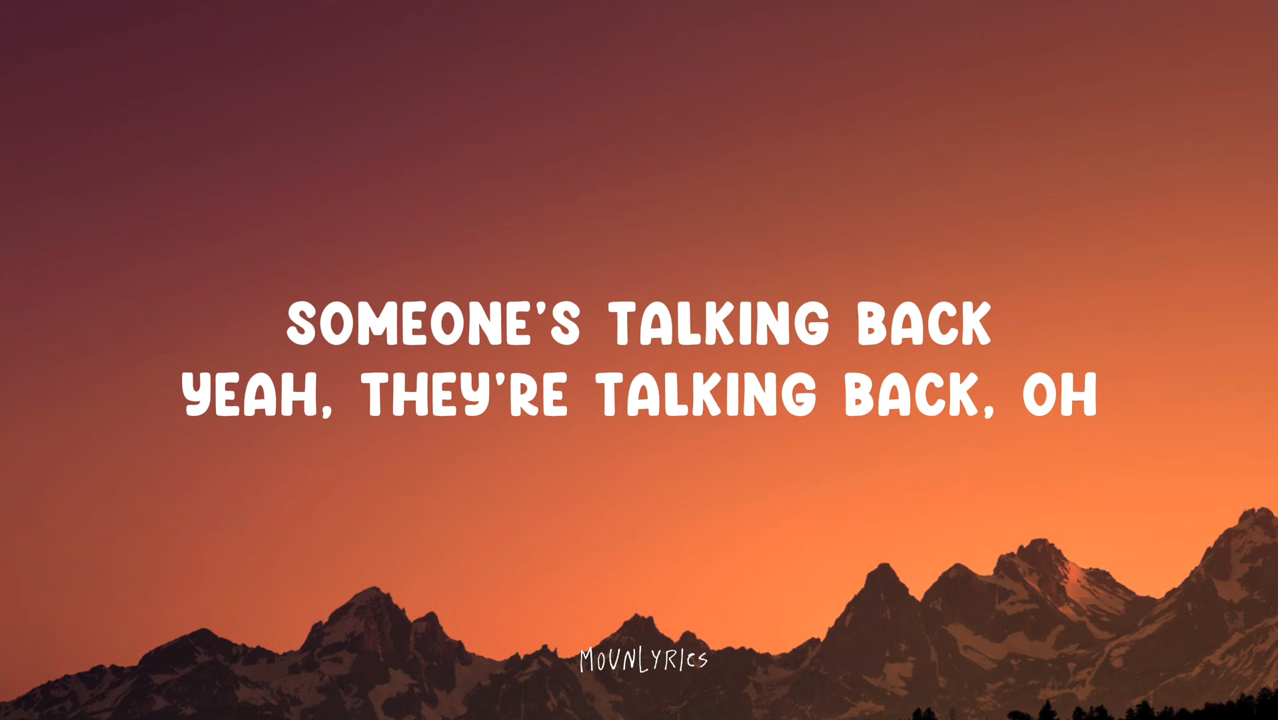 SOMEONE'S TALKING BACK
YEAH, THEY'RE TALKING BACK, OH
MOUNLYRICS